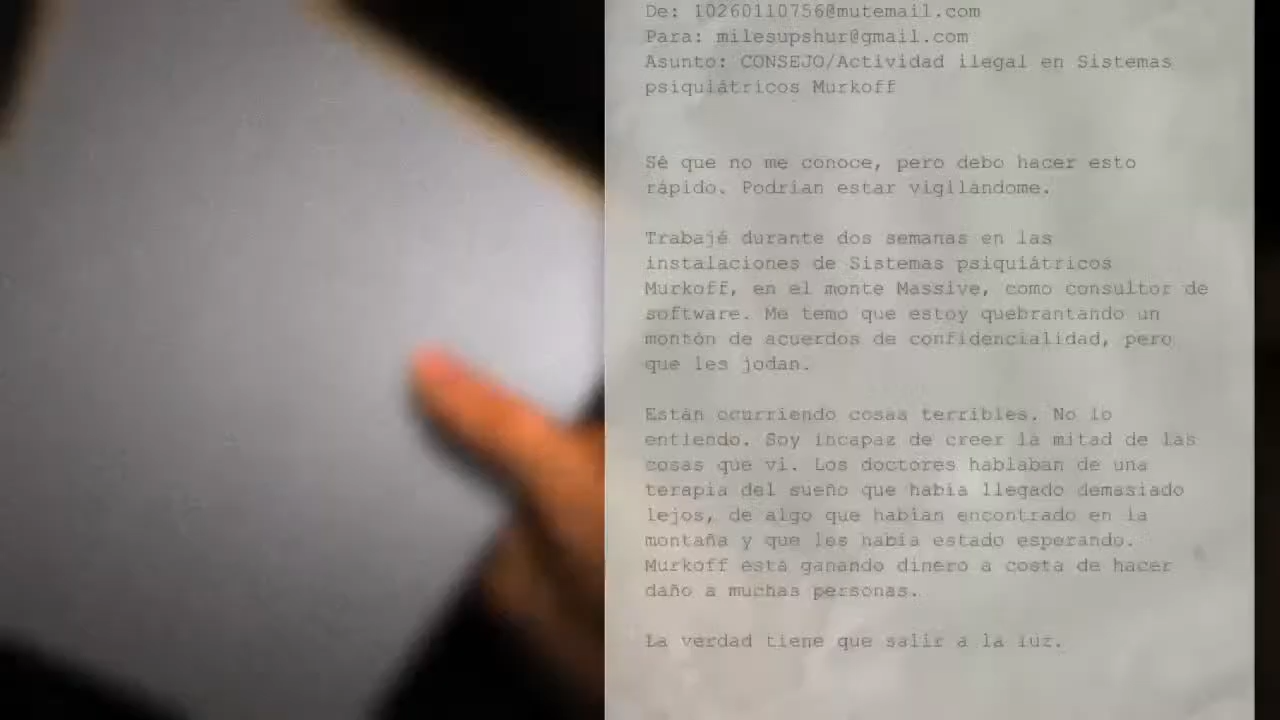 De: 10260110756@mutemail.com
Para: milesupshur@gmail.com
Asunto: CONSEJO/Actividad ilegal en Sistemas
psiquiátricos Murkoff
Sé que no me conoce, pero debo hacer esto
rápido. Podrían estar vigilándome.
Trabajé durante dos semanas en las
instalaciones de Sistemas psiquiátricos
Murkoff, en el monte Massive, como consultor de
software. Me temo que estoy quebrantando un
montón de acuerdos de confidencialidad, pero
que les jodan.
Están ocurriendo cosas terribles. No lo
entiendo. Soy incapaz de creer la mitad de las
cosas que vi. Los doctores hablaban de una
terapia del sueño que había llegado demasiado
lejos, de algo que habían encontrado en la
montaña y que les había estado esperando.
Murkoff está ganando dinero a costa de hacer
daño a muchas personas.
La verdad tiene que salir a la luz.